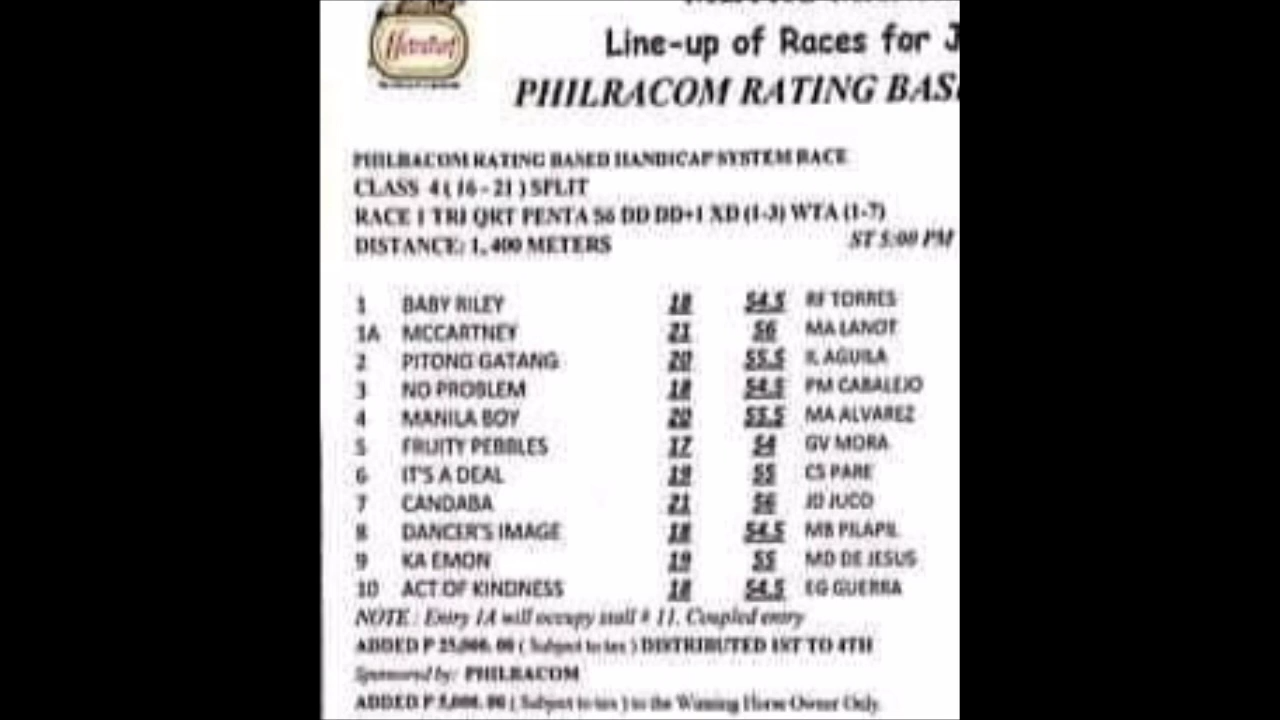 Line-up of Races for J
PHILRACOM RATING BAS
PHILRACOM RATING BASED HANDICAP SYSTEM RACE
CLASS 4 ( 16 - 21 ) SPLIT
RACE 1 TRI QRT PENTA S6 DD DD+1 XD (1-3) WTA (1-7)
DISTANCE: 1, 400 METERS ST 5:00 PM
1 BABY RILEY 18 54.5 RF TORRES
1A MCCARTNEY 21 56 MA LANOT
2 PITONG GATANG 20 55.5 IL AGUILA
3 NO PROBLEM 18 54.5 PM CABALEJO
4 MANILA BOY 20 55.5 MA ALVAREZ
5 FRUITY PEBBLES 17 54 GV MORA
6 IT'S A DEAL 19 55 CS PARE
7 CANDABA 21 56 JD JUCO
8 DANCER'S IMAGE 18 54.5 MB PILAPIL
9 KA EMON 19 55 MD DE JESUS
10 ACT OF KINDNESS 18 54.5 EG GUERRA
NOTE : Entry 1A will occupy stall # 11. Coupled entry
ADDED P 25,000. 00 ( Subject to tax ) DISTRIBUTED 1ST TO 4TH
Sponsored by: PHILRACOM
ADDED P 5,000. 00 ( Subject to tax ) to the Winning Horse Owner Only.